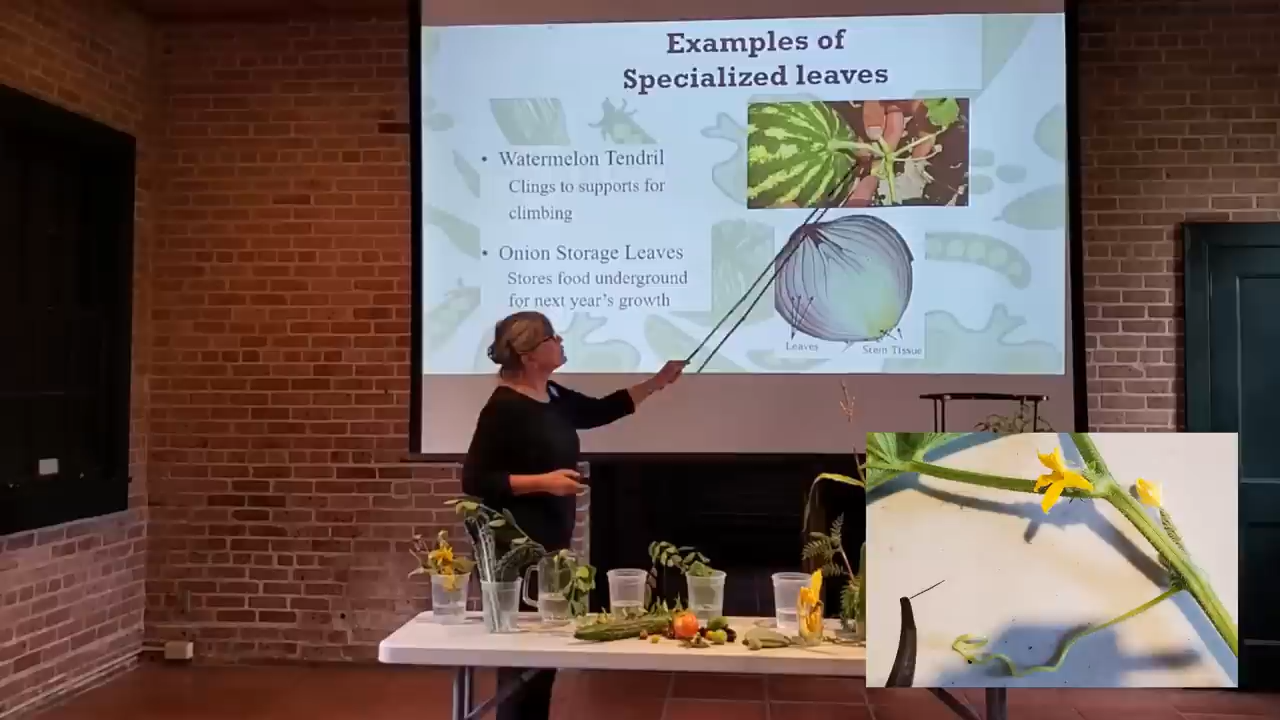 Examples of
Specialized leaves
• Watermelon Tendril
Clings to supports for
climbing
• Onion Storage Leaves
Stores food underground
for next year's growth
Leaves
Stem Tissue